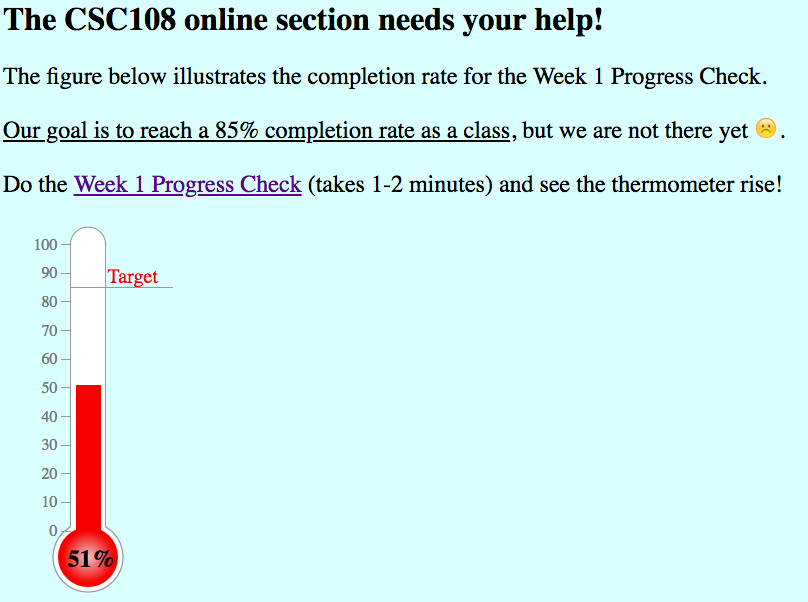 The CSC108 online section needs your help!
The figure below illustrates the completion rate for the Week 1 Progress Check.
Our goal is to reach a 85% completion rate as a class, but we are not there yet ☹️.
Do the Week 1 Progress Check (takes 1-2 minutes) and see the thermometer rise!
100
90
Target
80
70
60
50
40
30
20
10
0
51%